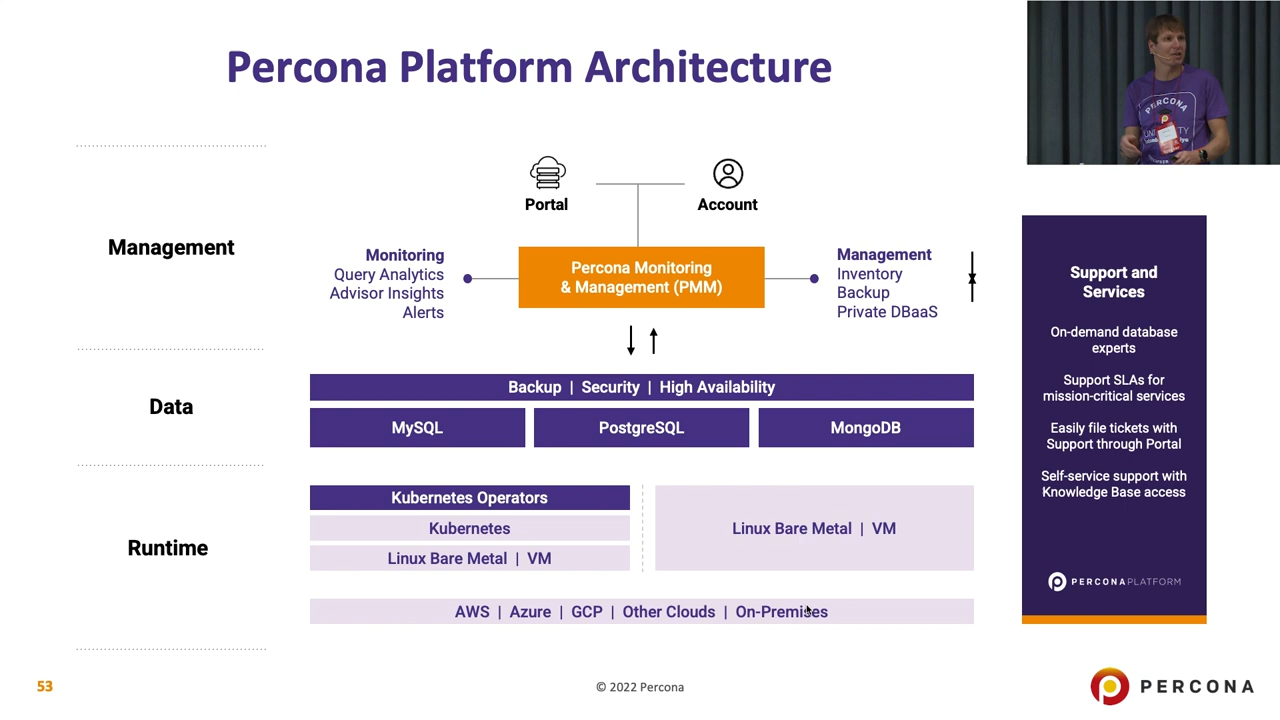 Percona Platform Architecture
PERCONA
Management
Portal
Account
Monitoring
Query Analytics
Advisor Insights
Alerts
Percona Monitoring
& Management (PMM)
Management
Inventory
Backup
Private DBaaS
Data
Backup | Security | High Availability
MySQL
PostgreSQL
MongoDB
Runtime
Kubernetes Operators
Kubernetes
Linux Bare Metal | VM
Linux Bare Metal | VM
AWS | Azure | GCP | Other Clouds | On-Premises
Support and
Services
On-demand database
experts
Support SLAs for
mission-critical services
Easily file tickets with
Support through Portal
Self-service support with
Knowledge Base access
PERCONAPLATFORM
53
© 2022 Percona
PERCONA